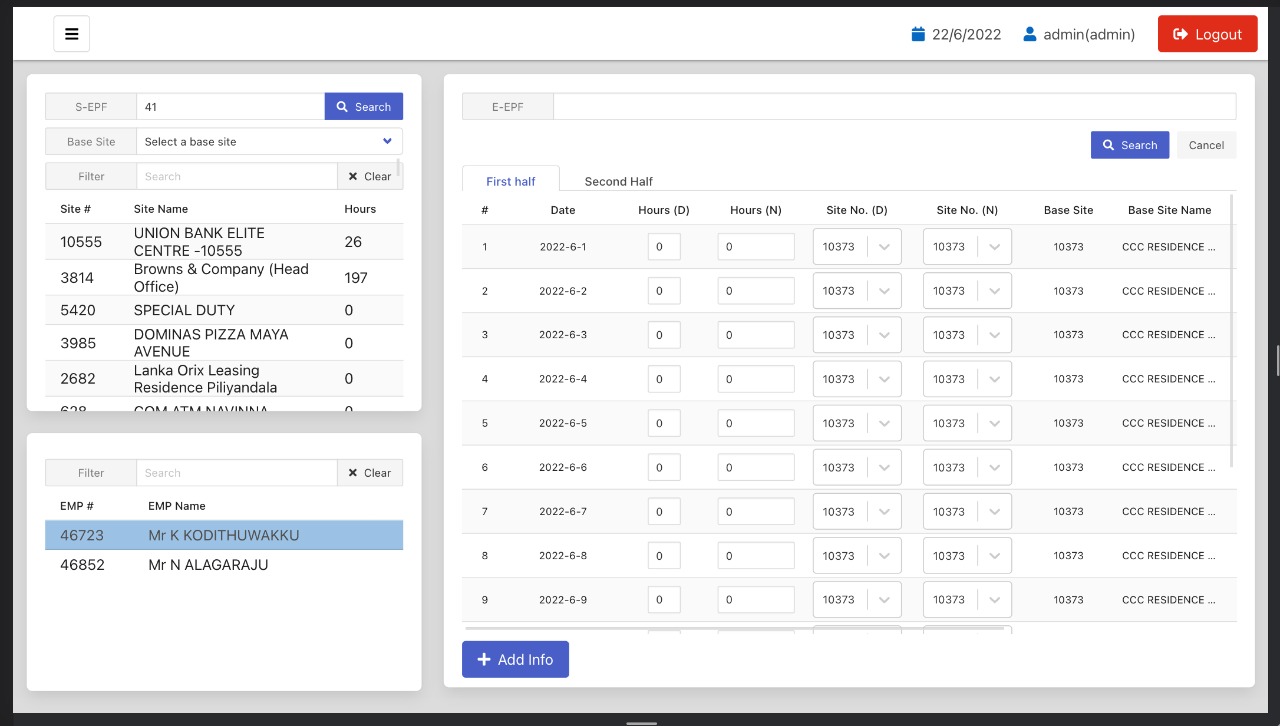 22/6/2022 admin(admin) Logout
S-EPF 41 Search
Base Site Select a base site
Filter Search Clear
Site # Site Name Hours
10555 UNION BANK ELITE CENTRE -10555 26
3814 Browns & Company (Head Office) 197
5420 SPECIAL DUTY 0
3985 DOMINAS PIZZA MAYA AVENUE 0
2682 Lanka Orix Leasing Residence Piliyandala 0
628 COM ATM NAVINNA 0
Filter Search Clear
EMP # EMP Name
46723 Mr K KODITHUWAKKU
46852 Mr N ALAGARAJU
E-EPF
Search Cancel
First half Second Half
# Date Hours (D) Hours (N) Site No. (D) Site No. (N) Base Site Base Site Name
1 2022-6-1 0 0 10373 10373 10373 CCC RESIDENCE ...
2 2022-6-2 0 0 10373 10373 10373 CCC RESIDENCE ...
3 2022-6-3 0 0 10373 10373 10373 CCC RESIDENCE ...
4 2022-6-4 0 0 10373 10373 10373 CCC RESIDENCE ...
5 2022-6-5 0 0 10373 10373 10373 CCC RESIDENCE ...
6 2022-6-6 0 0 10373 10373 10373 CCC RESIDENCE ...
7 2022-6-7 0 0 10373 10373 10373 CCC RESIDENCE ...
8 2022-6-8 0 0 10373 10373 10373 CCC RESIDENCE ...
9 2022-6-9 0 0 10373 10373 10373 CCC RESIDENCE ...
Add Info